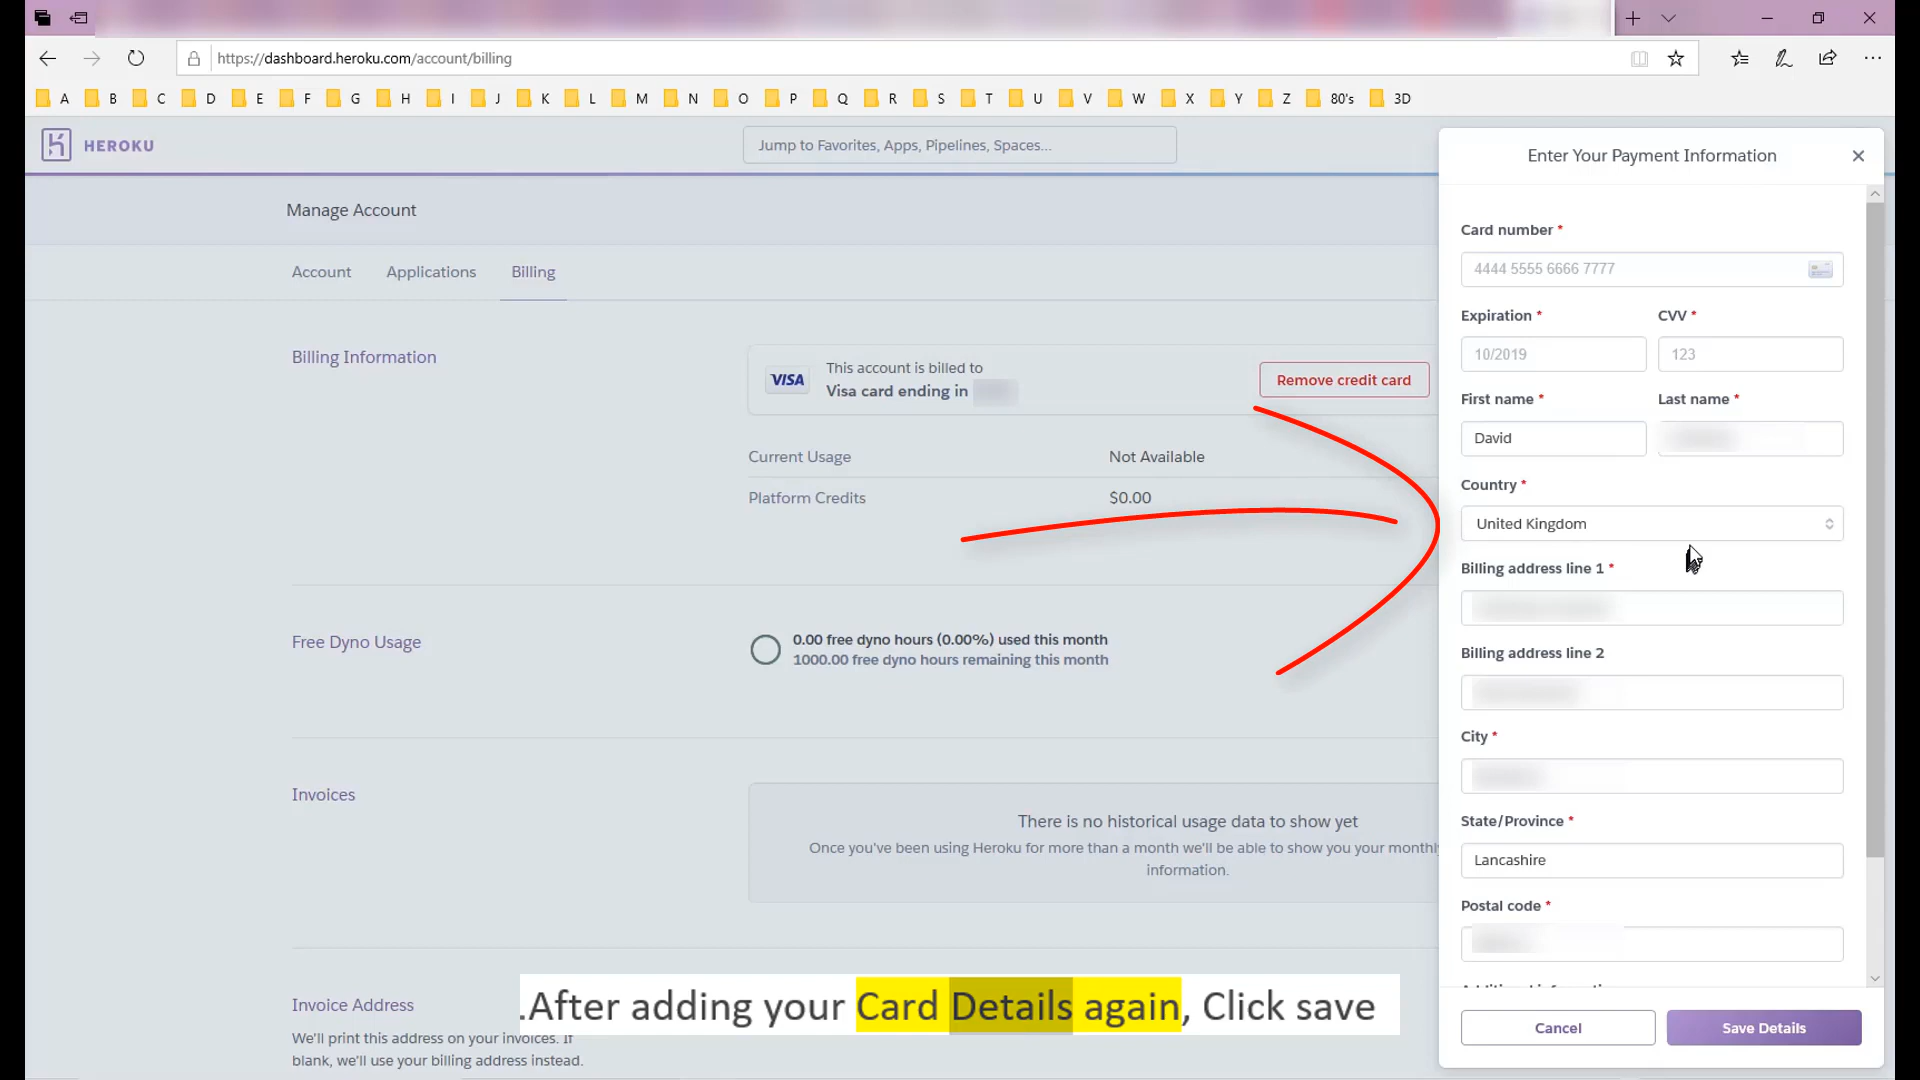 https://dashboard.heroku.com/account/billing
A B C D E F G H I J K L M N O P Q R S T U V W X Y Z 80's 3D
HEROKU
Jump to Favorites, Apps, Pipelines, Spaces...
Manage Account
Account Applications Billing
Billing Information
VISA
This account is billed to
Visa card ending in
Remove credit card
Current Usage Not Available
Platform Credits $0.00
Free Dyno Usage
0.00 free dyno hours (0.00%) used this month
1000.00 free dyno hours remaining this month
Invoices
There is no historical usage data to show yet
Once you've been using Heroku for more than a month we'll be able to show you your monthly
information.
Invoice Address
We'll print this address on your invoices. If
blank, we'll use your billing address instead.
Enter Your Payment Information
Card number *
4444 5555 6666 7777
Expiration * CVV *
10/2019 123
First name * Last name *
David
Country *
United Kingdom
Billing address line 1 *
Billing address line 2
City *
State/Province *
Lancashire
Postal code *
Cancel Save Details
.After adding your Card Details again, Click save